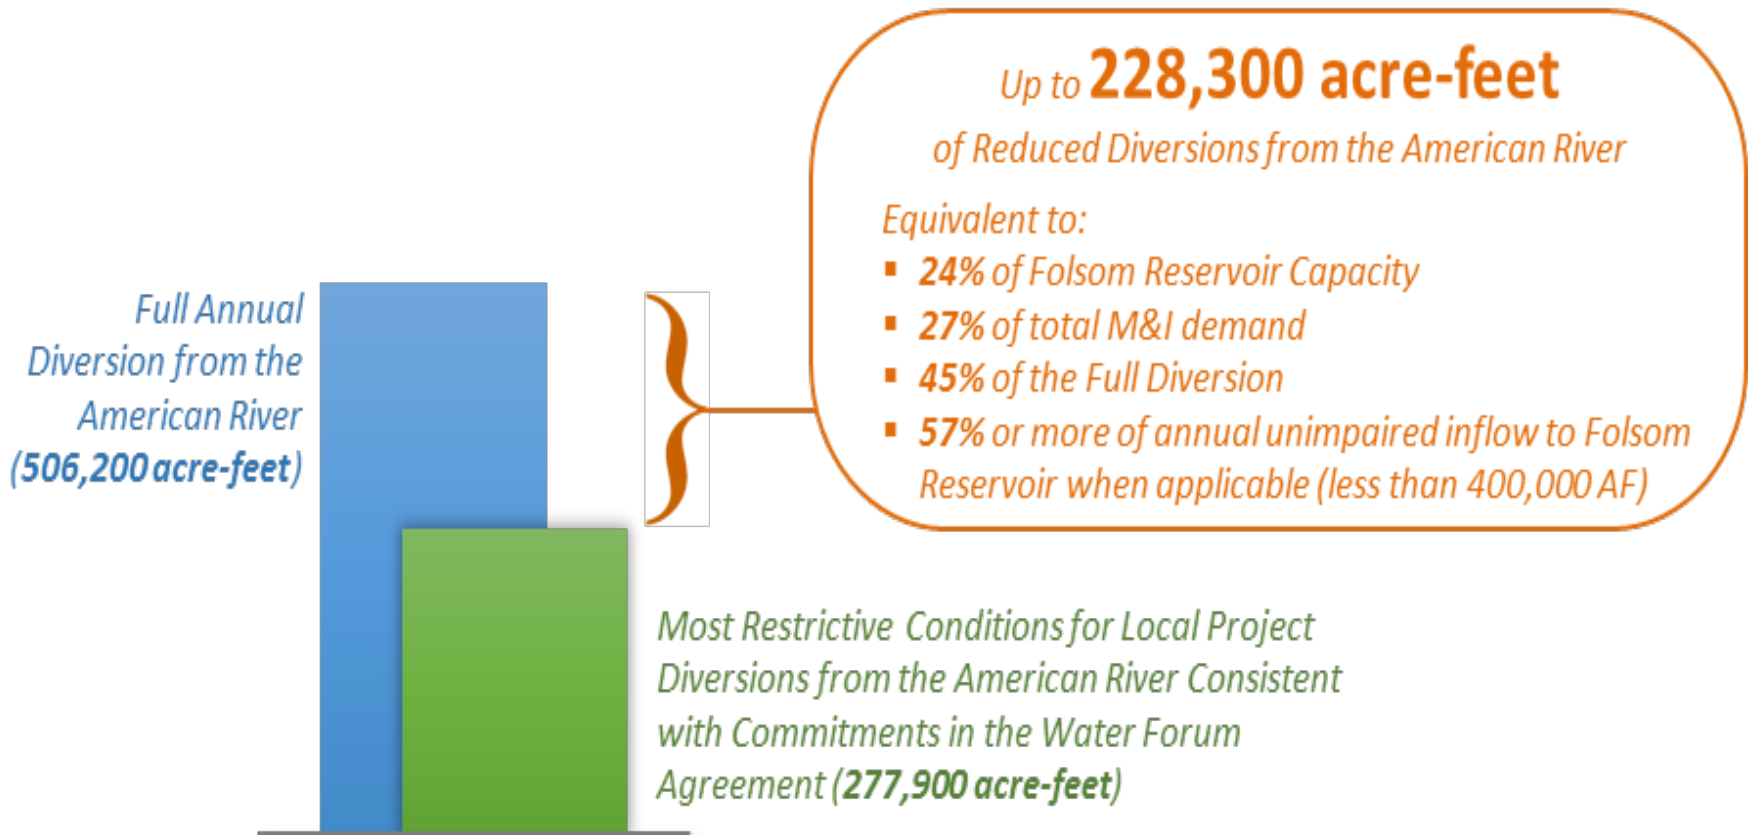 Up to 228,300 acre-feet
of Reduced Diversions from the American River
Equivalent to:
▪ 24% of Folsom Reservoir Capacity
▪ 27% of total M&I demand
▪ 45% of the Full Diversion
▪ 57% or more of annual unimpaired inflow to Folsom
Reservoir when applicable (less than 400,000 AF)
Full Annual
Diversion from the
American River
(506,200 acre-feet)
Most Restrictive Conditions for Local Project
Diversions from the American River Consistent
with Commitments in the Water Forum
Agreement (277,900 acre-feet)